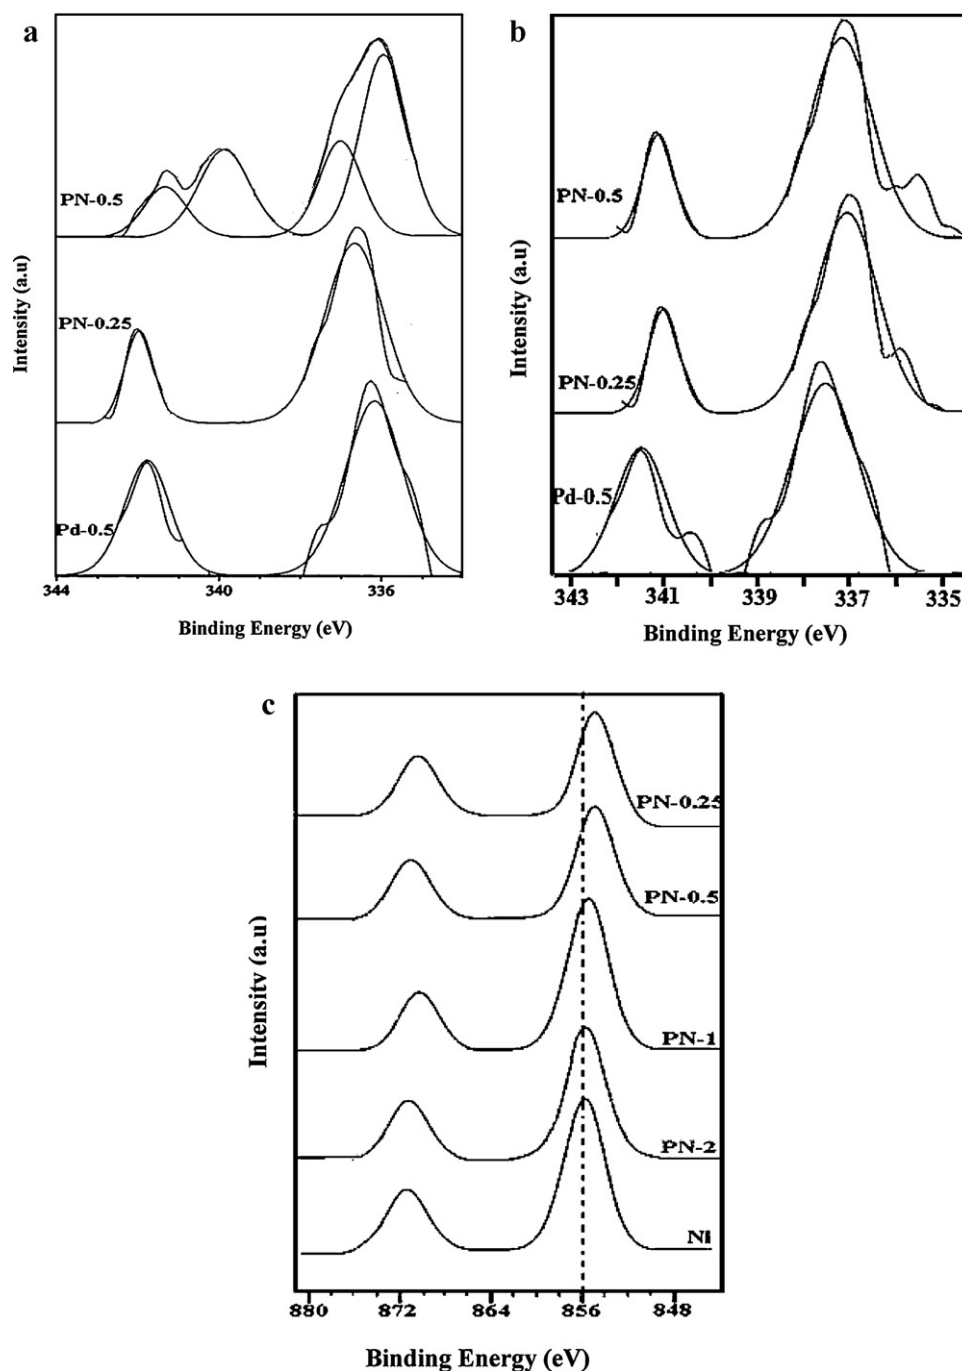 a
PN-0.5
PN-0.25
Pd-0.5
Intensity (a.u)
344 340 336
Binding Energy (eV)
b
PN-0.5
PN-0.25
Pd-0.5
Intensity (a.u)
343 341 339 337 335
Binding Energy (eV)
c
PN-0.25
PN-0.5
PN-1
PN-2
Ni
Intensity (a.u)
880 872 864 856 848
Binding Energy (eV)